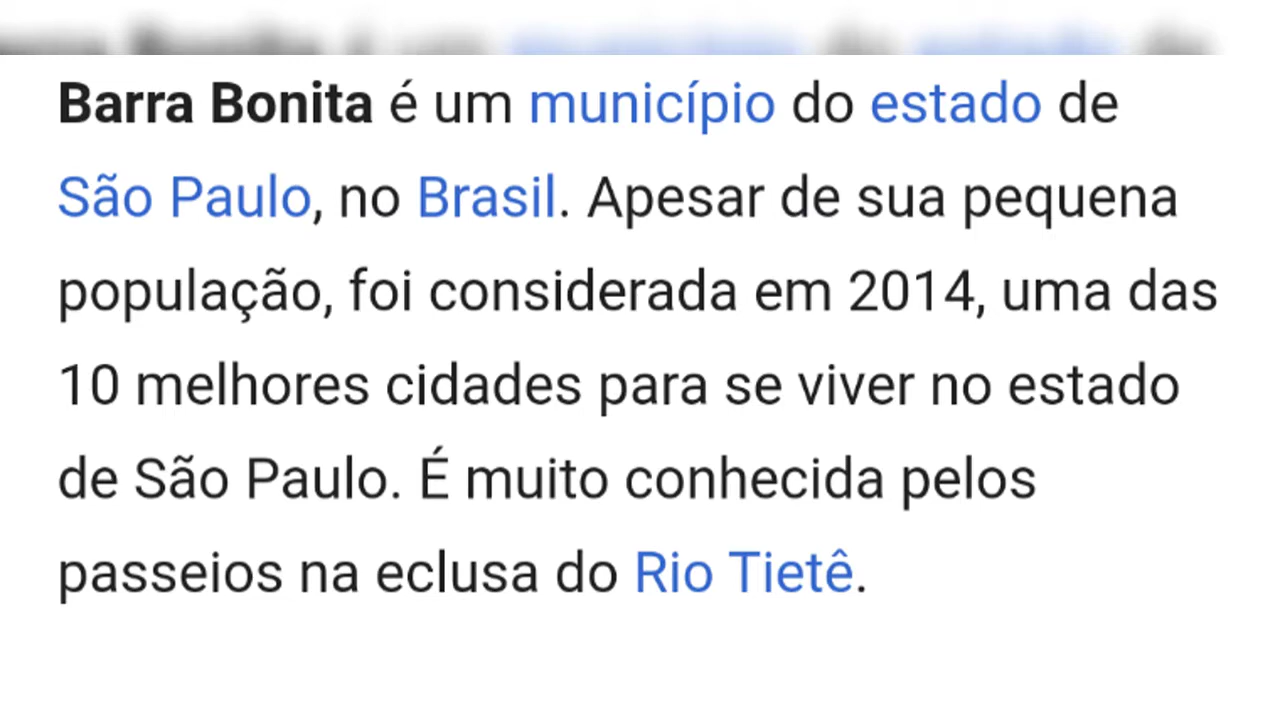 Barra Bonita é um município do estado de
São Paulo, no Brasil. Apesar de sua pequena
população, foi considerada em 2014, uma das
10 melhores cidades para se viver no estado
de São Paulo. É muito conhecida pelos
passeios na eclusa do Rio Tietê.